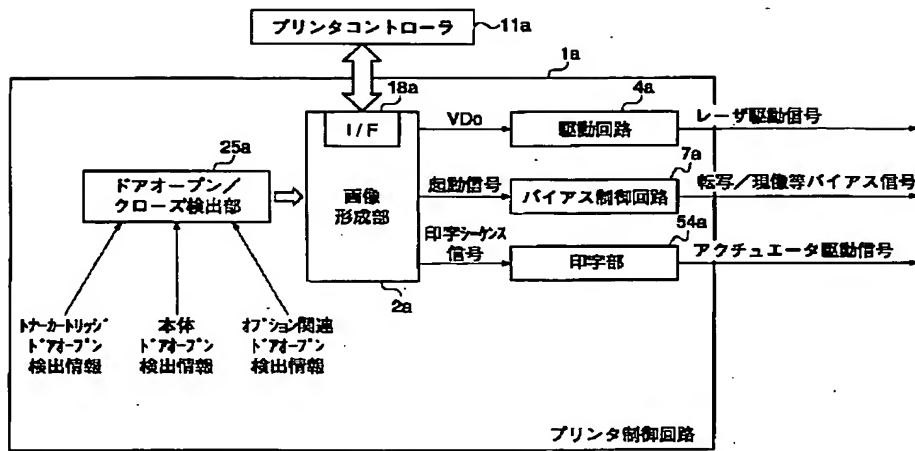 プリンタコントローラ
11a
1a
18a
I/F
VDo
4a
駆動回路
レーザ駆動信号
25a
ドアオープン/
クローズ検出部
画像
形成部
起動信号
7a
バイアス制御回路
転写/現像等バイアス信号
印字シーケンス
信号
54a
印字部
アクチュエータ駆動信号
2a
トナーカートリッジ
ドアオープン
検出情報
本体
ドアオープン
検出情報
オプション関連
ドアオープン
検出情報
プリンタ制御回路